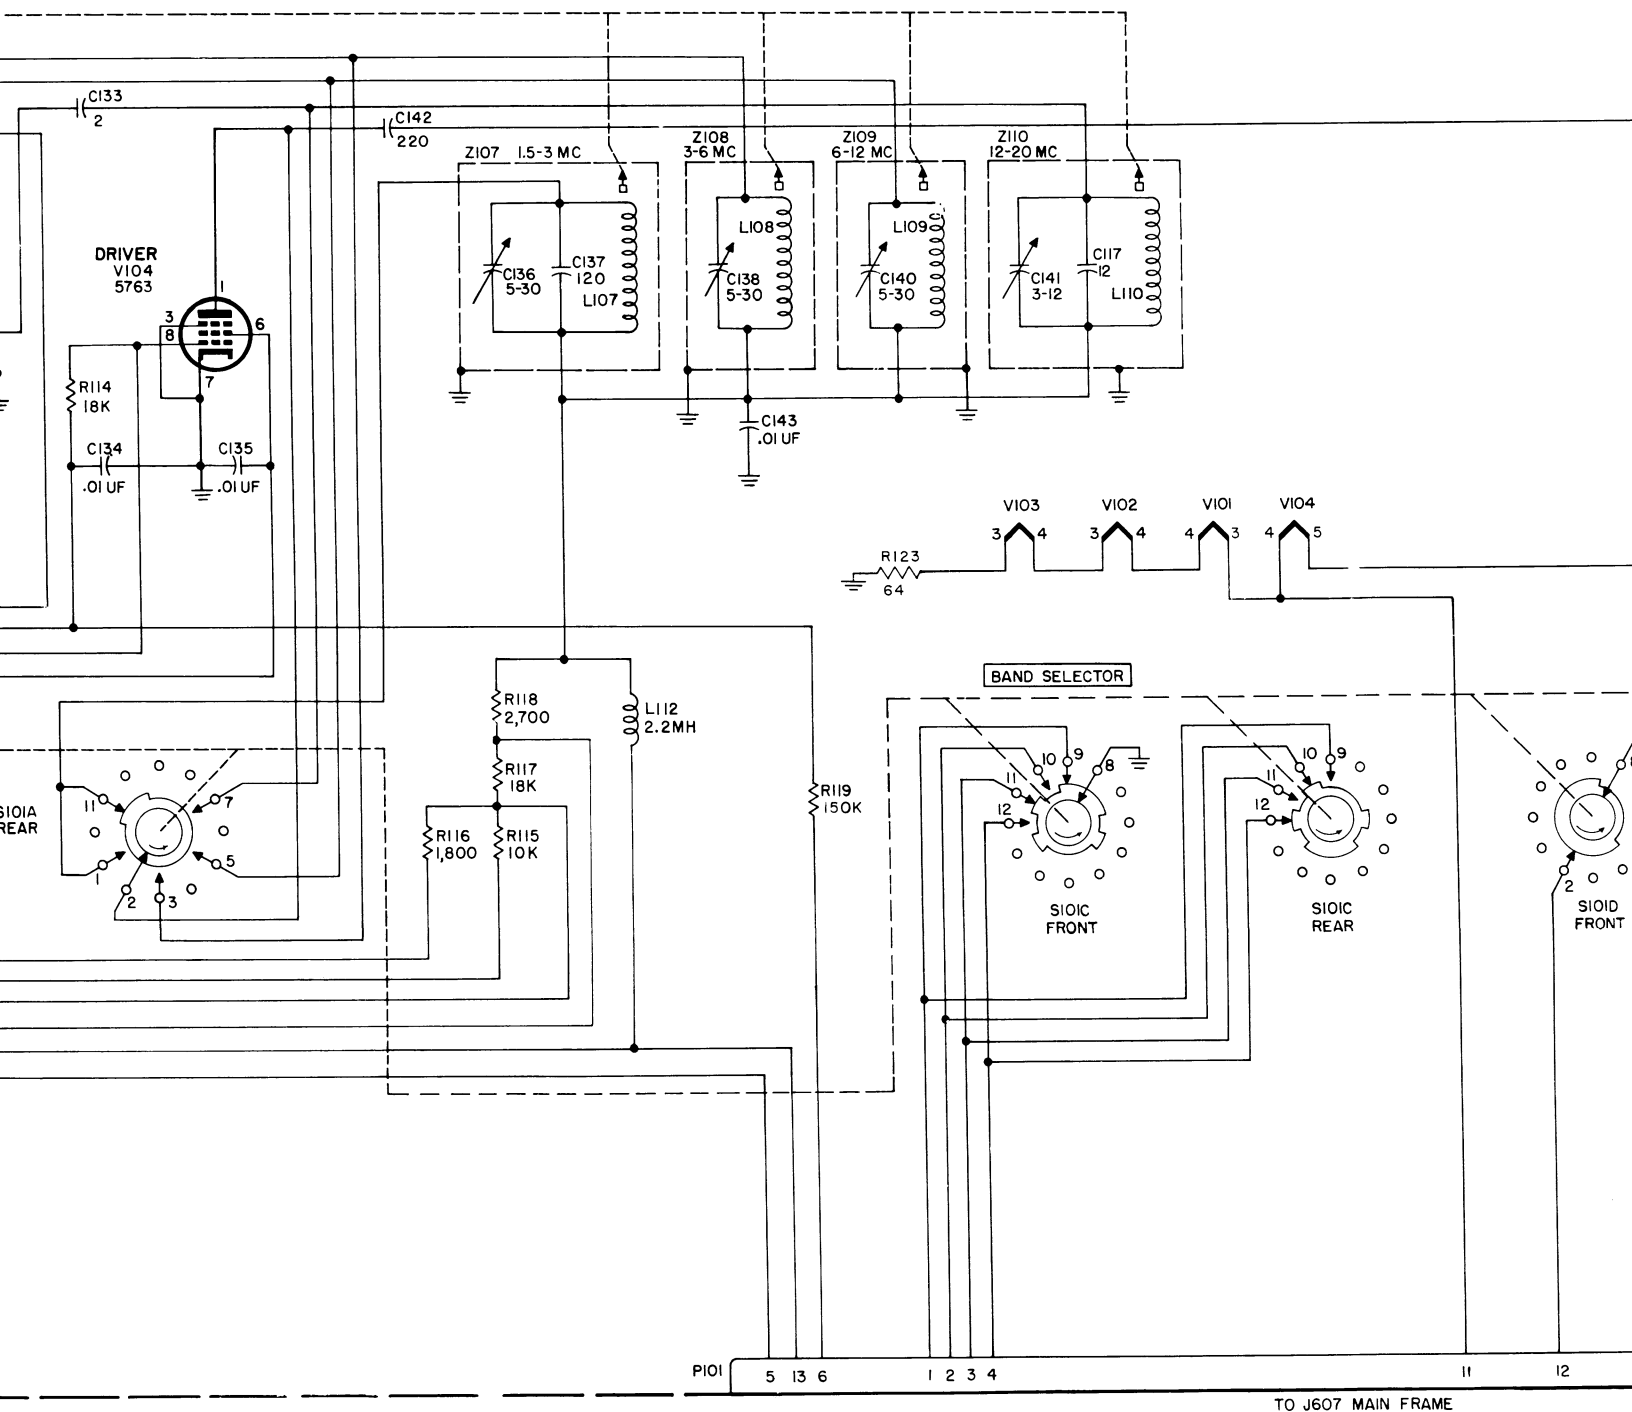 C133
2
C142
220
Z107 1.5-3 MC
Z108
3-6 MC
Z109
6-12 MC
Z110
12-20 MC
DRIVER
V104
5763
1
3
8
6
7
R114
18K
C134
.01UF
C135
.01UF
C136
5-30
C137
120
L107
L108
C138
5-30
L109
C140
5-30
C117
12
C141
3-12
L110
C143
.01UF
V103
V102
V101
V104
3 4
3 4
4 3
4 5
R123
64
BAND SELECTOR
R118
2,700
L112
2.2MH
R117
18K
R116
1,800
R115
10K
R119
150K
S101A
REAR
11
7
1
5
2
3
10
9
8
11
12
S101C
FRONT
10
9
11
12
S101C
REAR
8
2
S101D
FRONT
P101
5 13 6 1 2 3 4 11 12
TO J607 MAIN FRAME